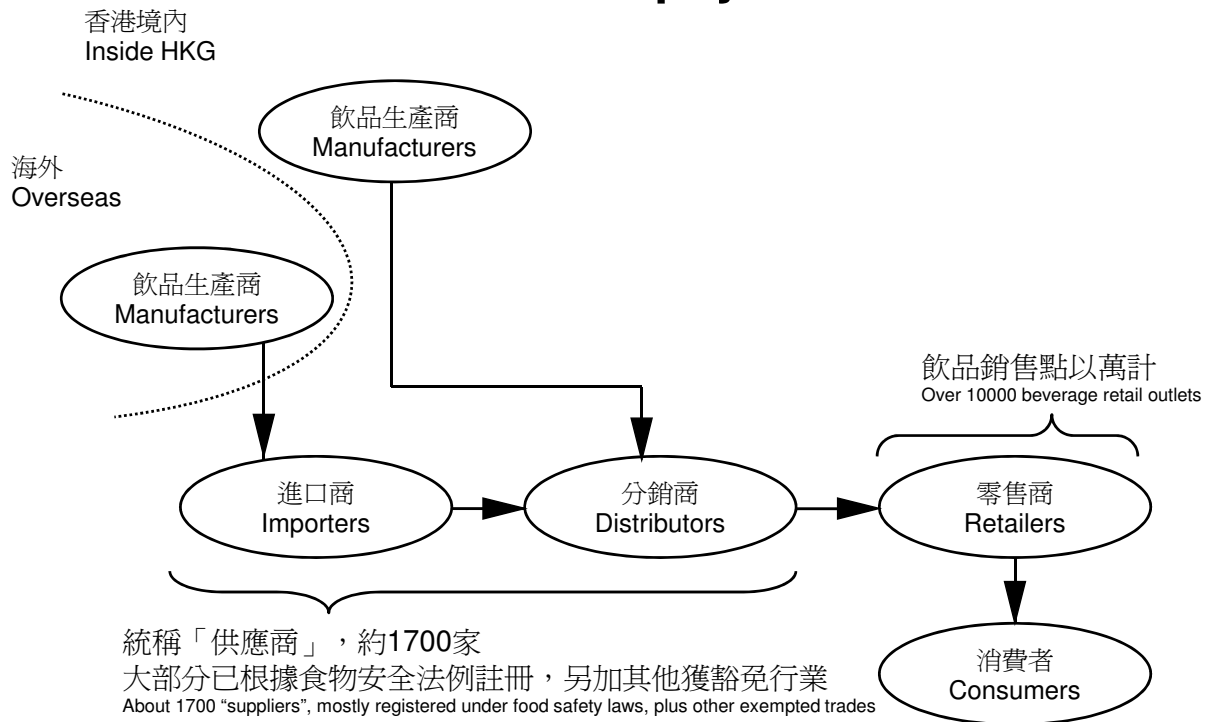 香港境內
Inside HKG
飲品生產商
Manufacturers
海外
Overseas
飲品生產商
Manufacturers
飲品銷售點以萬計
Over 10000 beverage retail outlets
進口商
Importers
分銷商
Distributors
零售商
Retailers
統稱「供應商」，約1700家
大部分已根據食物安全法例註冊，另加其他獲豁免行業
About 1700 “suppliers”, mostly registered under food safety laws, plus other exempted trades
消費者
Consumers